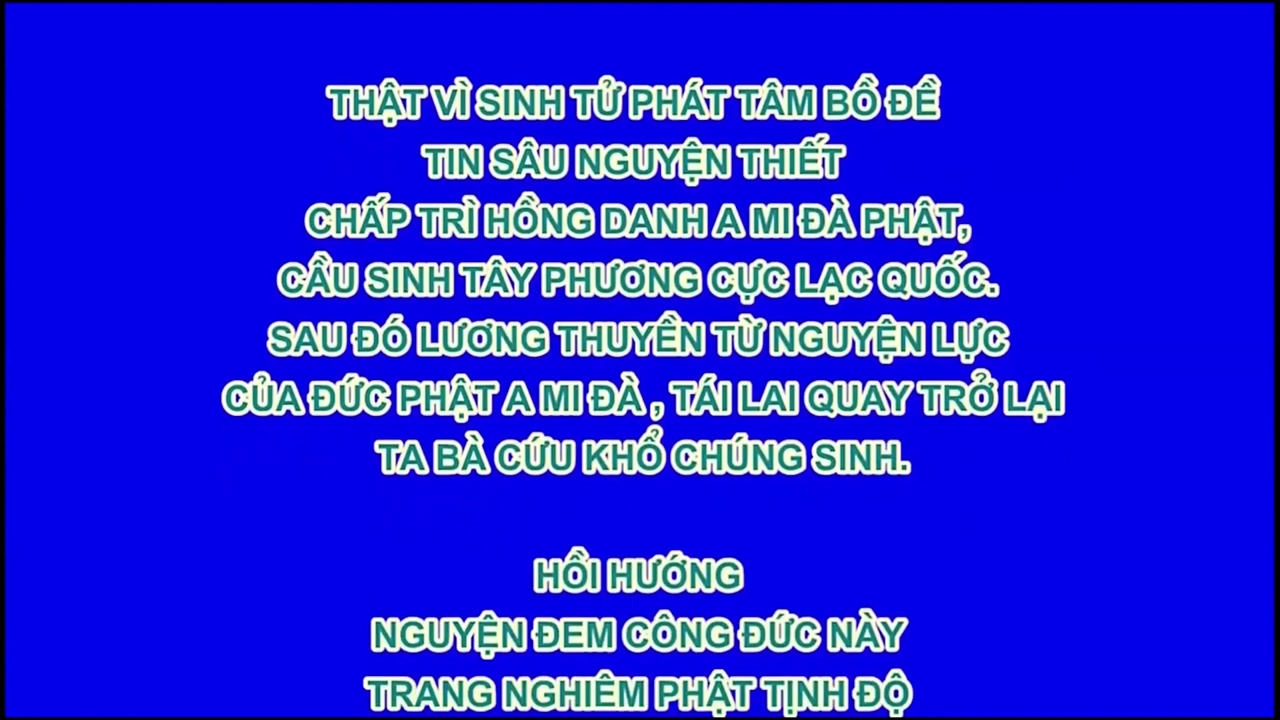 THẬT VÌ SINH TỬ PHÁT TÂM BỒ ĐỀ
TIN SÂU NGUYỆN THIẾT
CHẤP TRÌ HỒNG DANH A MI ĐÀ PHẬT,
CẦU SINH TÂY PHƯƠNG CỰC LẠC QUỐC.
SAU ĐÓ LƯƠNG THUYỀN TỪ NGUYỆN LỰC
CỦA ĐỨC PHẬT A MI ĐÀ , TÁI LAI QUAY TRỞ LẠI
TA BÀ CỨU KHỔ CHÚNG SINH.
HỒI HƯỚNG
NGUYỆN ĐEM CÔNG ĐỨC NÀY
TRANG NGHIÊM PHẬT TỊNH ĐỘ